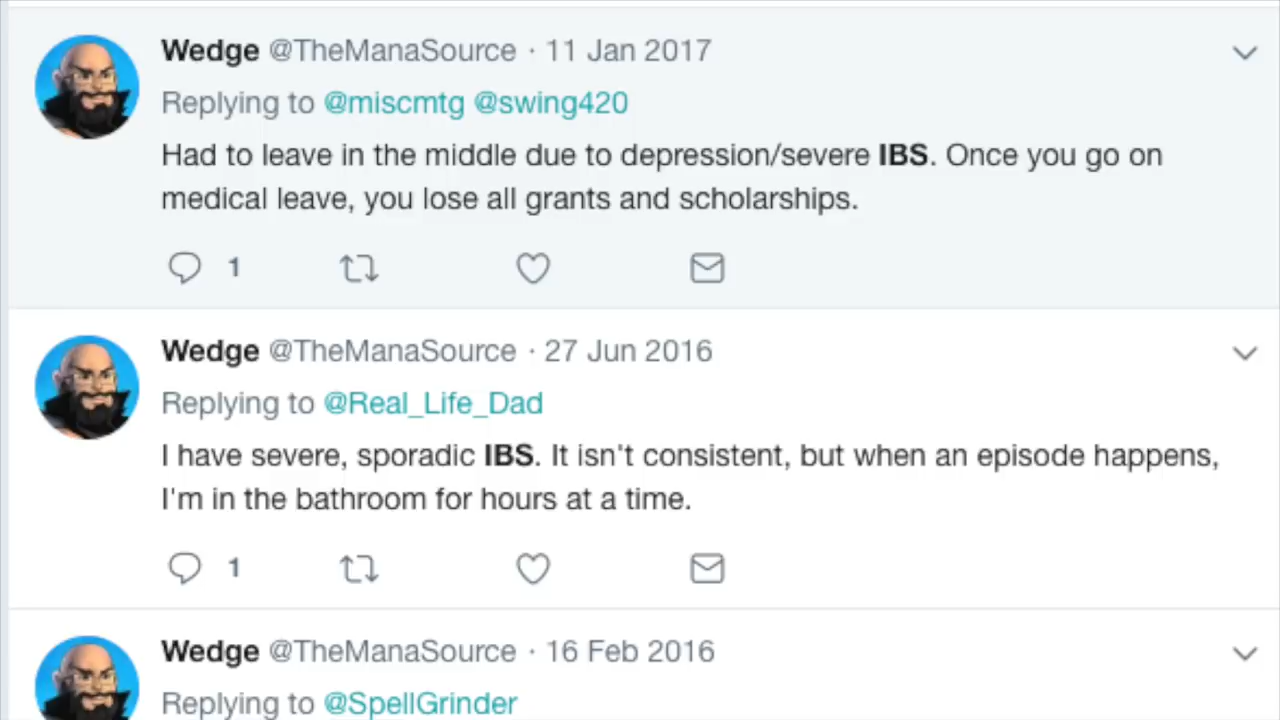 Wedge @TheManaSource · 11 Jan 2017
Replying to @miscmtg @swing420
Had to leave in the middle due to depression/severe IBS. Once you go on
medical leave, you lose all grants and scholarships.
1
Wedge @TheManaSource · 27 Jun 2016
Replying to @Real_Life_Dad
I have severe, sporadic IBS. It isn't consistent, but when an episode happens,
I'm in the bathroom for hours at a time.
1
Wedge @TheManaSource · 16 Feb 2016
Replying to @SpellGrinder